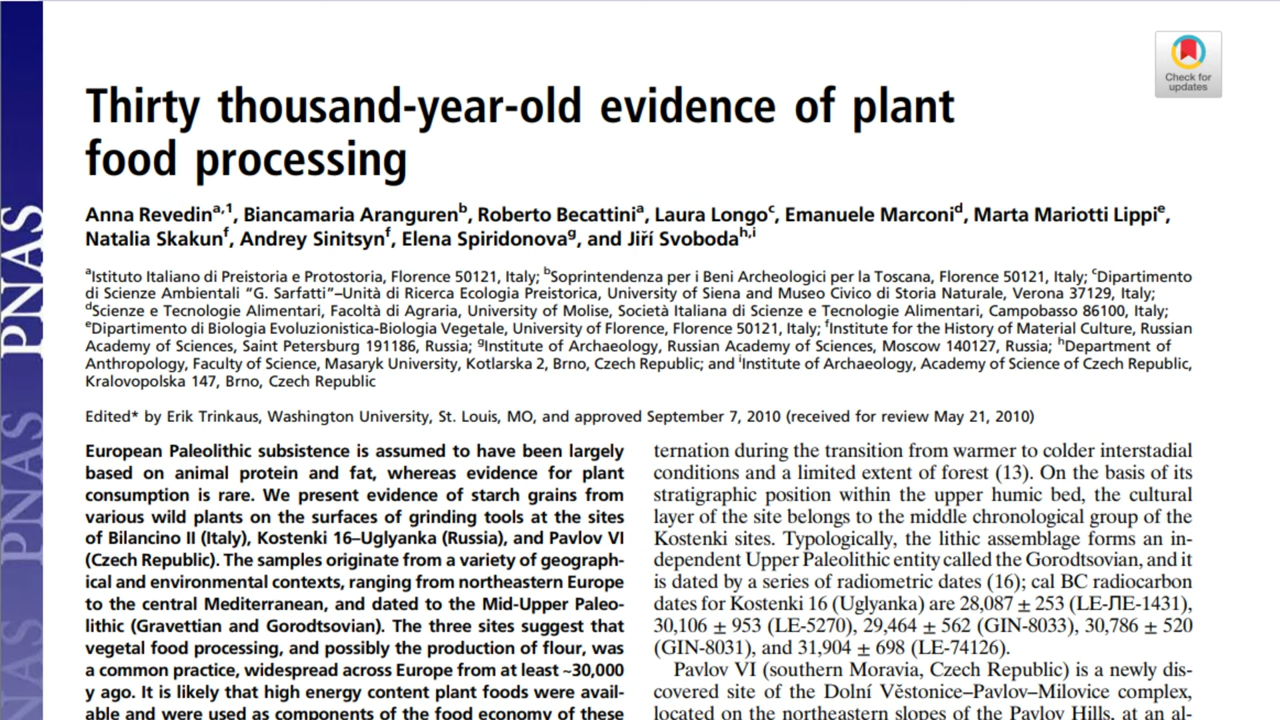 Check for
updates
Thirty thousand-year-old evidence of plant
food processing
Anna Revedinᵃ,¹, Biancamaria Arangurenᵇ, Roberto Becattiniᵃ, Laura Longoᶜ, Emanuele Marconiᵈ, Marta Mariotti Lippiᵉ,
Natalia Skakunᶠ, Andrey Sinitsynᶠ, Elena Spiridonovaᵍ, and Jiří Svobodaʰ,ⁱ
ᵃIstituto Italiano di Preistoria e Protostoria, Florence 50121, Italy; ᵇSoprintendenza per i Beni Archeologici per la Toscana, Florence 50121, Italy; ᶜDipartimento
di Scienze Ambientali “G. Sarfatti”–Unità di Ricerca Ecologia Preistorica, University of Siena and Museo Civico di Storia Naturale, Verona 37129, Italy;
ᵈScienze e Tecnologie Alimentari, Facoltà di Agraria, University of Molise, Società Italiana di Scienze e Tecnologie Alimentari, Campobasso 86100, Italy;
ᵉDipartimento di Biologia Evoluzionistica-Biologia Vegetale, University of Florence, Florence 50121, Italy; ᶠInstitute for the History of Material Culture, Russian
Academy of Sciences, Saint Petersburg 191186, Russia; ᵍInstitute of Archaeology, Russian Academy of Sciences, Moscow 140127, Russia; ʰDepartment of
Anthropology, Faculty of Science, Masaryk University, Kotlarska 2, Brno, Czech Republic; and ⁱInstitute of Archaeology, Academy of Science of Czech Republic,
Kralovopolska 147, Brno, Czech Republic
Edited* by Erik Trinkaus, Washington University, St. Louis, MO, and approved September 7, 2010 (received for review May 21, 2010)
European Paleolithic subsistence is assumed to have been largely
based on animal protein and fat, whereas evidence for plant
consumption is rare. We present evidence of starch grains from
various wild plants on the surfaces of grinding tools at the sites
of Bilancino II (Italy), Kostenki 16–Uglyanka (Russia), and Pavlov VI
(Czech Republic). The samples originate from a variety of geograph-
ical and environmental contexts, ranging from northeastern Europe
to the central Mediterranean, and dated to the Mid-Upper Paleo-
lithic (Gravettian and Gorodtsovian). The three sites suggest that
vegetal food processing, and possibly the production of flour, was
a common practice, widespread across Europe from at least ~30,000
y ago. It is likely that high energy content plant foods were avail-
able and were used as components of the food economy of these
ternation during the transition from warmer to colder interstadial
conditions and a limited extent of forest (13). On the basis of its
stratigraphic position within the upper humic bed, the cultural
layer of the site belongs to the middle chronological group of the
Kostenki sites. Typologically, the lithic assemblage forms an in-
dependent Upper Paleolithic entity called the Gorodtsovian, and it
is dated by a series of radiometric dates (16); cal BC radiocarbon
dates for Kostenki 16 (Uglyanka) are 28,087 ± 253 (LE-ЛE-1431),
30,106 ± 953 (LE-5270), 29,464 ± 562 (GIN-8033), 30,786 ± 520
(GIN-8031), and 31,904 ± 698 (LE-74126).
Pavlov VI (southern Moravia, Czech Republic) is a newly dis-
covered site of the Dolní Věstonice–Pavlov–Milovice complex,
located on the northeastern slopes of the Pavlov Hills, at an al-
PNAS
PNAS
PNAS